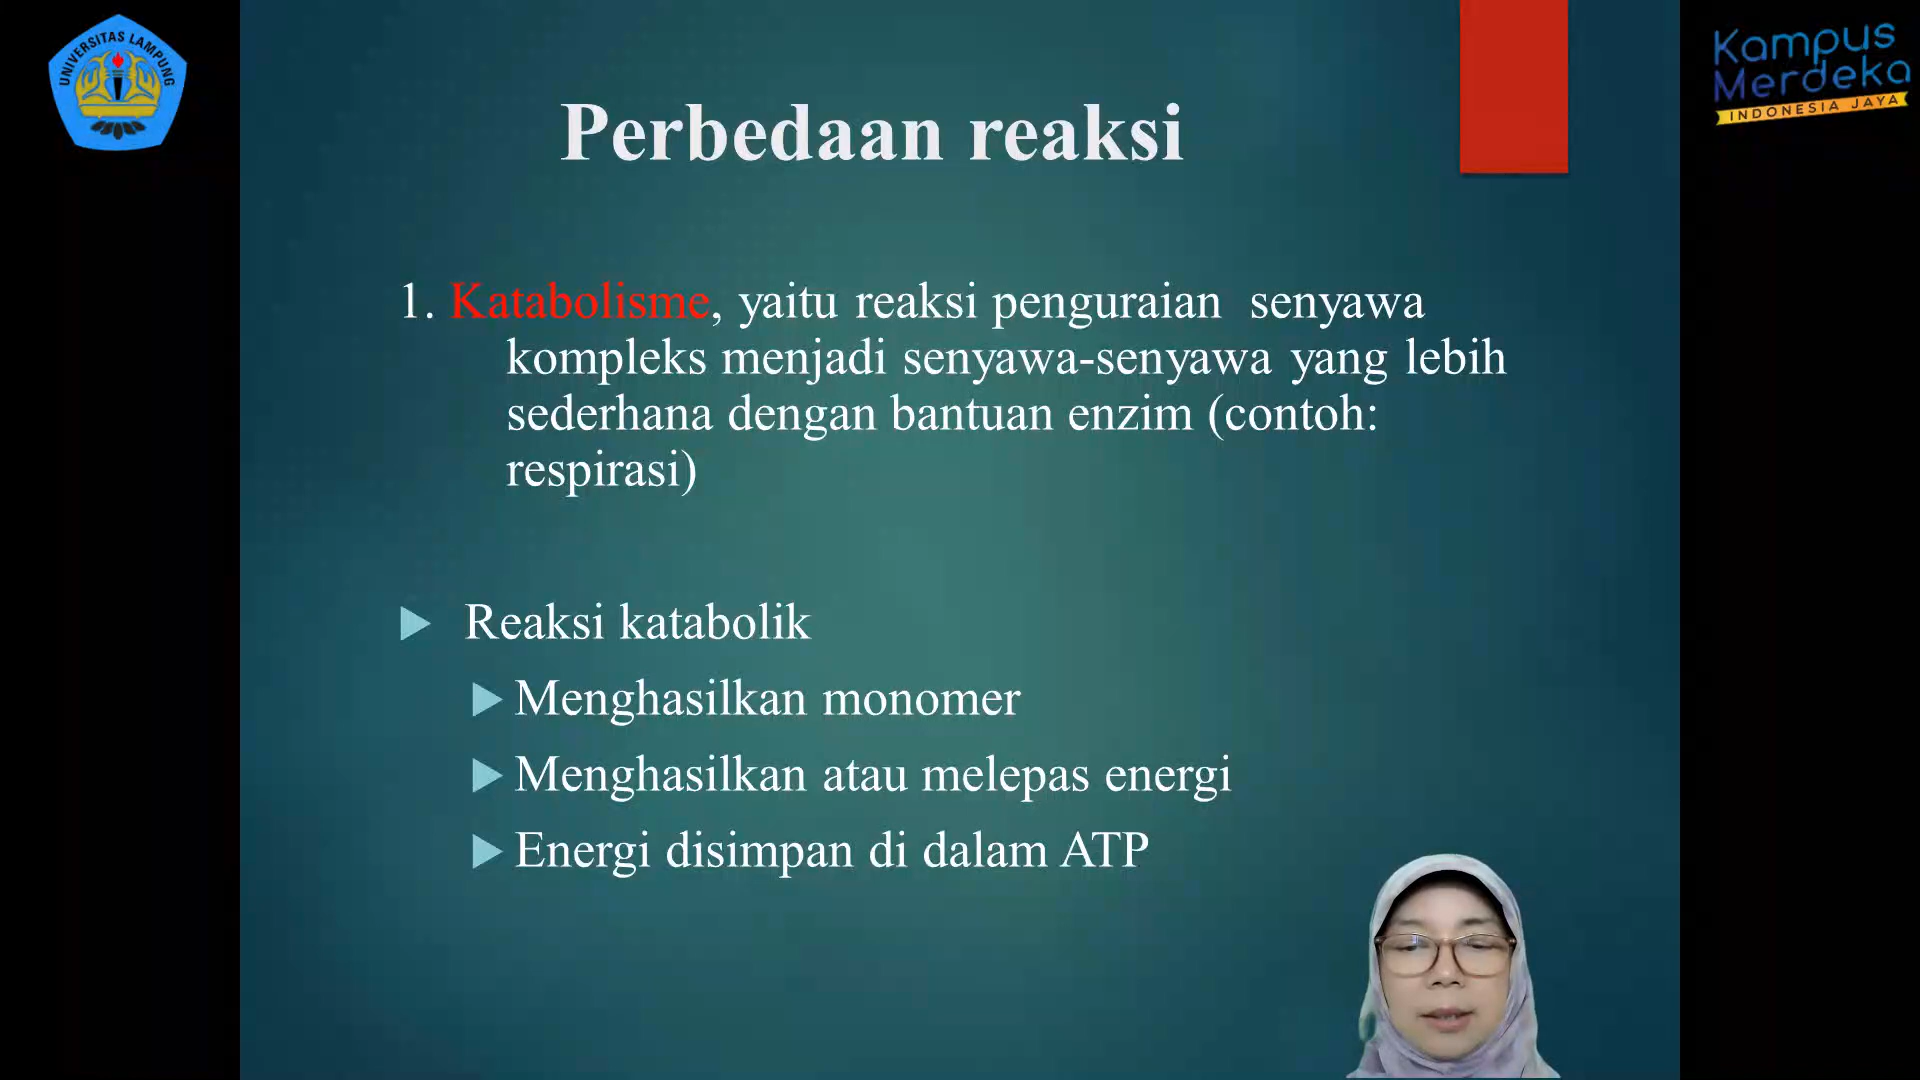 UNIVERSITAS LAMPUNG
Kampus
Merdeka
INDONESIA JAYA
Perbedaan reaksi
1. Katabolisme, yaitu reaksi penguraian senyawa
kompleks menjadi senyawa-senyawa yang lebih
sederhana dengan bantuan enzim (contoh:
respirasi)
Reaksi katabolik
Menghasilkan monomer
Menghasilkan atau melepas energi
Energi disimpan di dalam ATP